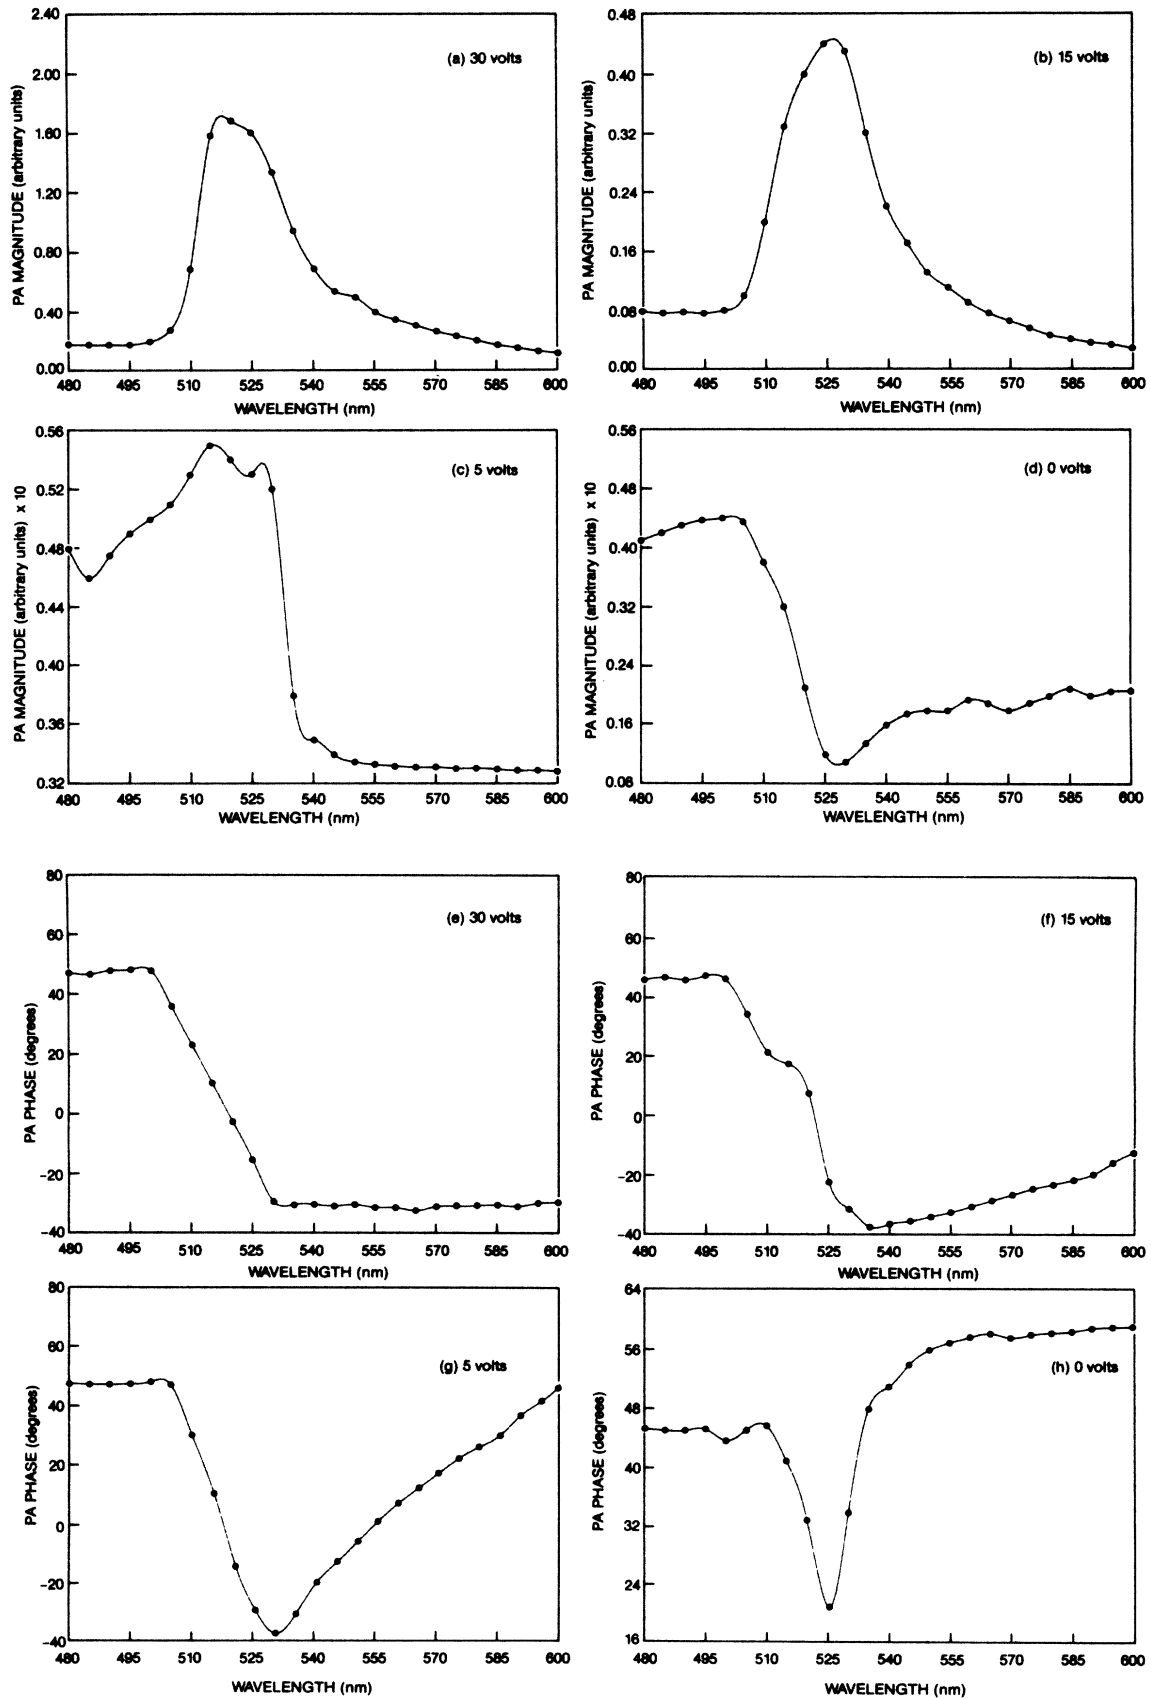 (a) 30 volts
PA MAGNITUDE (arbitrary units)
2.40
2.00
1.60
1.20
0.80
0.40
0.00
480 495 510 525 540 555 570 585 600
WAVELENGTH (nm)
(b) 15 volts
PA MAGNITUDE (arbitrary units)
0.48
0.40
0.32
0.24
0.16
0.08
0.00
480 495 510 525 540 555 570 585 600
WAVELENGTH (nm)
(c) 5 volts
PA MAGNITUDE (arbitrary units) x 10
0.56
0.52
0.48
0.44
0.40
0.36
0.32
480 495 510 525 540 555 570 585 600
WAVELENGTH (nm)
(d) 0 volts
PA MAGNITUDE (arbitrary units) x 10
0.56
0.48
0.40
0.32
0.24
0.16
0.08
480 495 510 525 540 555 570 585 600
WAVELENGTH (nm)
(e) 30 volts
PA PHASE (degrees)
80
60
40
20
0
-20
-40
480 495 510 525 540 555 570 585 600
WAVELENGTH (nm)
(f) 15 volts
PA PHASE (degrees)
80
60
40
20
0
-20
-40
480 495 510 525 540 555 570 585 600
WAVELENGTH (nm)
(g) 5 volts
PA PHASE (degrees)
80
60
40
20
0
-20
-40
480 495 510 525 540 555 570 585 600
WAVELENGTH (nm)
(h) 0 volts
PA PHASE (degrees)
64
56
48
40
32
24
16
480 495 510 525 540 555 570 585 600
WAVELENGTH (nm)